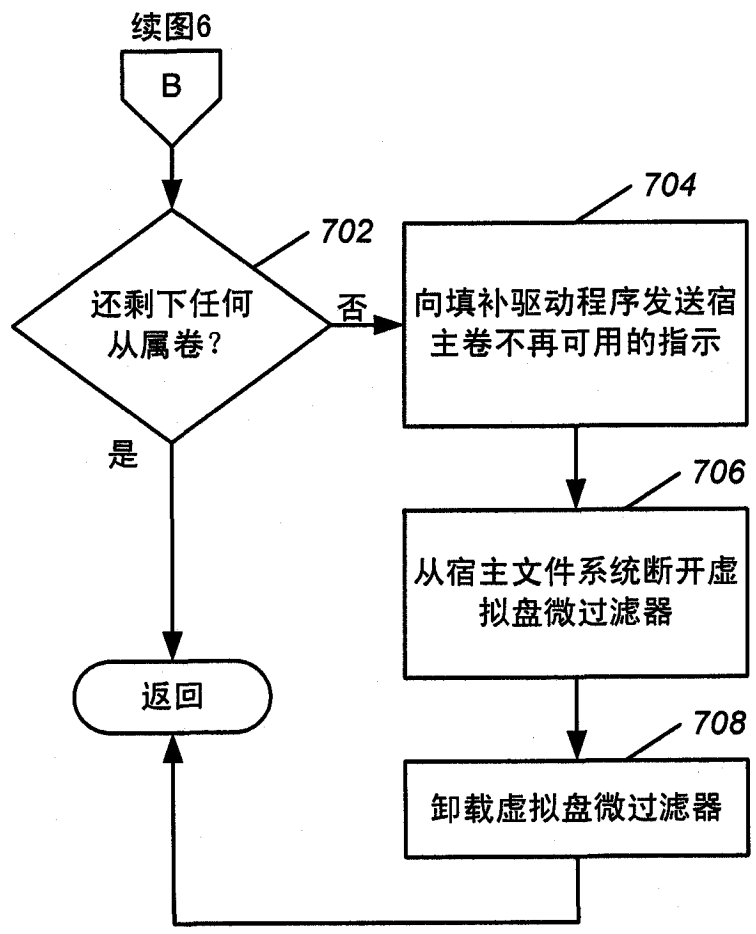 续图6
B
702
还剩下任何
从属卷？
否
是
704
向填补驱动程序发送宿
主卷不再可用的指示
706
从宿主文件系统断开虚
拟盘微过滤器
708
卸载虚拟盘微过滤器
返回